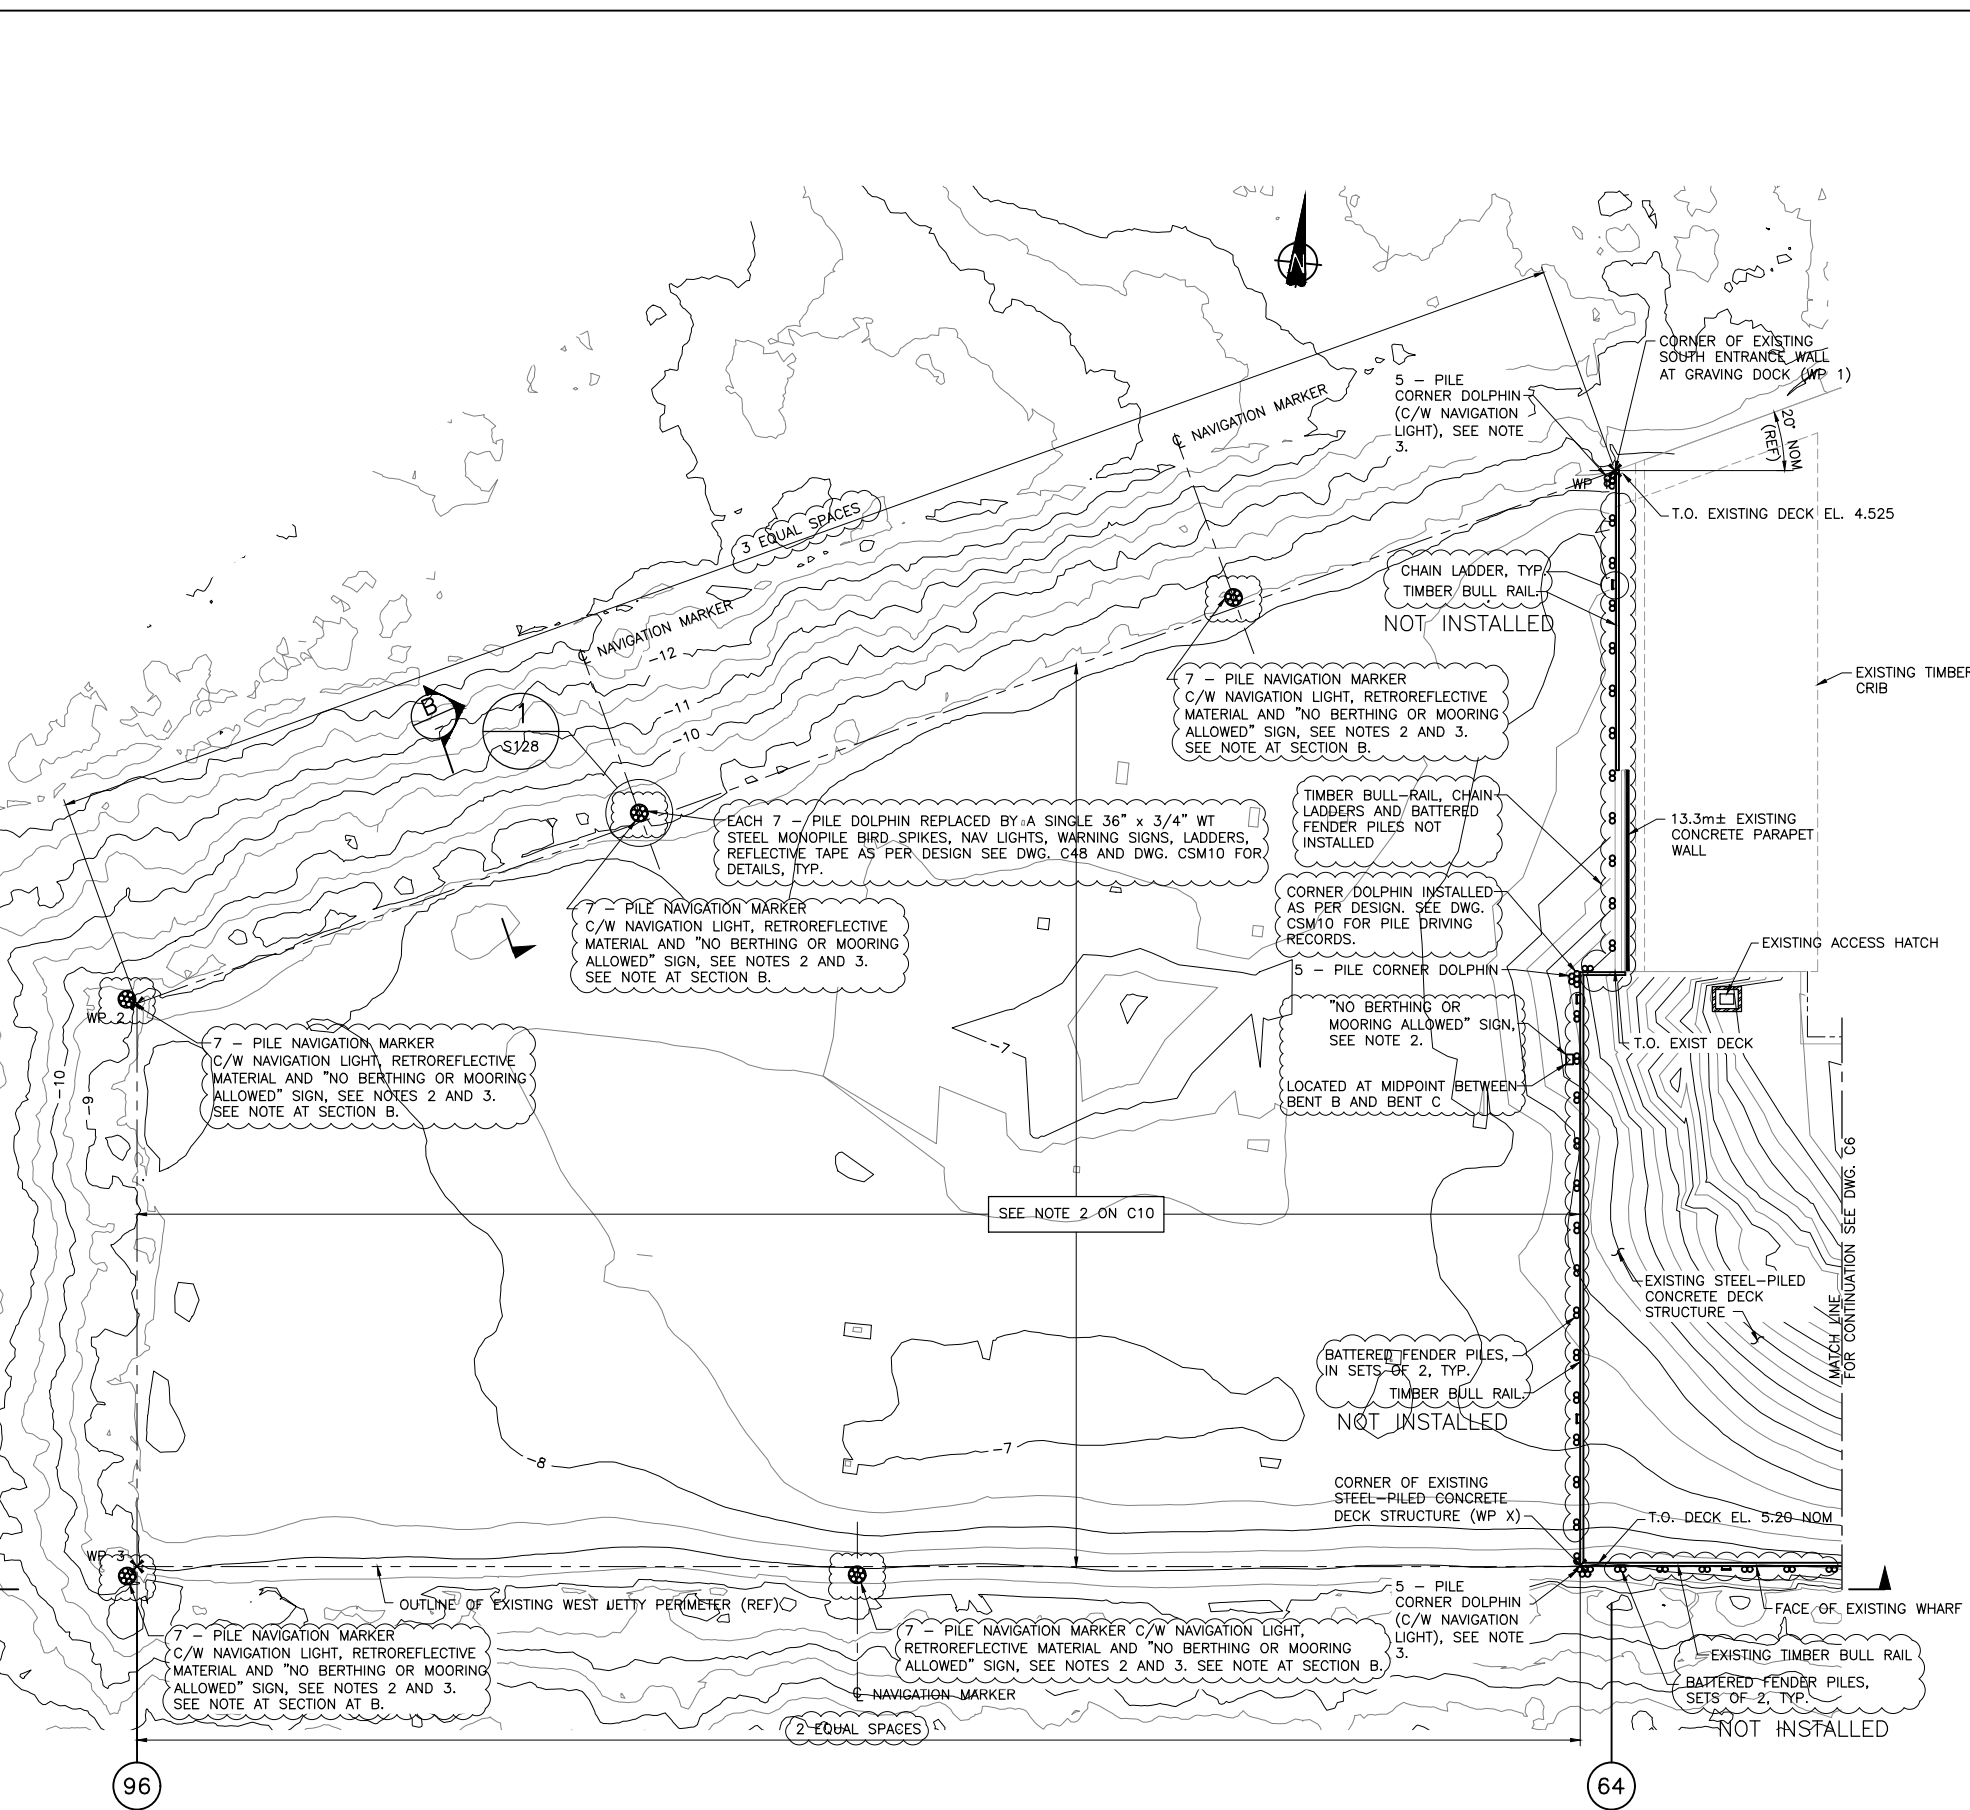 N
CORNER OF EXISTING
SOUTH ENTRANCE WALL
AT GRAVING DOCK (WP 1)
5 - PILE
CORNER DOLPHIN
(C/W NAVIGATION
LIGHT), SEE NOTE
3.
℄ NAVIGATION MARKER
20° NOM
(REF)
WP
T.O. EXISTING DECK EL. 4.525
3 EQUAL SPACES
CHAIN LADDER, TYP
TIMBER BULL RAIL
NOT INSTALLED
℄ NAVIGATION MARKER
-12
-11
-10
B
7
1
S128
EXISTING TIMBER
CRIB
7 - PILE NAVIGATION MARKER
C/W NAVIGATION LIGHT, RETROREFLECTIVE
MATERIAL AND "NO BERTHING OR MOORING
ALLOWED" SIGN, SEE NOTES 2 AND 3.
SEE NOTE AT SECTION B.
TIMBER BULL-RAIL, CHAIN
LADDERS AND BATTERED
FENDER PILES NOT
INSTALLED
EACH 7 - PILE DOLPHIN REPLACED BY A SINGLE 36" x 3/4" WT
STEEL MONOPILE BIRD SPIKES, NAV LIGHTS, WARNING SIGNS, LADDERS,
REFLECTIVE TAPE AS PER DESIGN SEE DWG. C48 AND DWG. CSM10 FOR
DETAILS, TYP.
13.3m± EXISTING
CONCRETE PARAPET
WALL
CORNER DOLPHIN INSTALLED
AS PER DESIGN. SEE DWG.
CSM10 FOR PILE DRIVING
RECORDS.
7 - PILE NAVIGATION MARKER
C/W NAVIGATION LIGHT, RETROREFLECTIVE
MATERIAL AND "NO BERTHING OR MOORING
ALLOWED" SIGN, SEE NOTES 2 AND 3.
SEE NOTE AT SECTION B.
EXISTING ACCESS HATCH
5 - PILE CORNER DOLPHIN
WP 2
"NO BERTHING OR
MOORING ALLOWED" SIGN,
SEE NOTE 2.
LOCATED AT MIDPOINT BETWEEN
BENT B AND BENT C
T.O. EXIST DECK
7 - PILE NAVIGATION MARKER
C/W NAVIGATION LIGHT, RETROREFLECTIVE
MATERIAL AND "NO BERTHING OR MOORING
ALLOWED" SIGN, SEE NOTES 2 AND 3.
SEE NOTE AT SECTION B.
-7
-10
-9
SEE NOTE 2 ON C10
MATCH LINE
FOR CONTINUATION SEE DWG. C6
EXISTING STEEL-PILED
CONCRETE DECK
STRUCTURE
BATTERED FENDER PILES,
IN SETS OF 2, TYP.
TIMBER BULL RAIL
NOT INSTALLED
-7
-8
CORNER OF EXISTING
STEEL-PILED CONCRETE
DECK STRUCTURE (WP X)
T.O. DECK EL. 5.20 NOM
WP 3
OUTLINE OF EXISTING WEST JETTY PERIMETER (REF)
5 - PILE
CORNER DOLPHIN
(C/W NAVIGATION
LIGHT), SEE NOTE
3.
FACE OF EXISTING WHARF
7 - PILE NAVIGATION MARKER
C/W NAVIGATION LIGHT, RETROREFLECTIVE
MATERIAL AND "NO BERTHING OR MOORING
ALLOWED" SIGN, SEE NOTES 2 AND 3.
SEE NOTE AT SECTION AT B.
7 - PILE NAVIGATION MARKER C/W NAVIGATION LIGHT,
RETROREFLECTIVE MATERIAL AND "NO BERTHING OR MOORING
ALLOWED" SIGN, SEE NOTES 2 AND 3. SEE NOTE AT SECTION B.
℄ NAVIGATION MARKER
EXISTING TIMBER BULL RAIL
BATTERED FENDER PILES,
SETS OF 2, TYP.
NOT INSTALLED
2 EQUAL SPACES
96
64